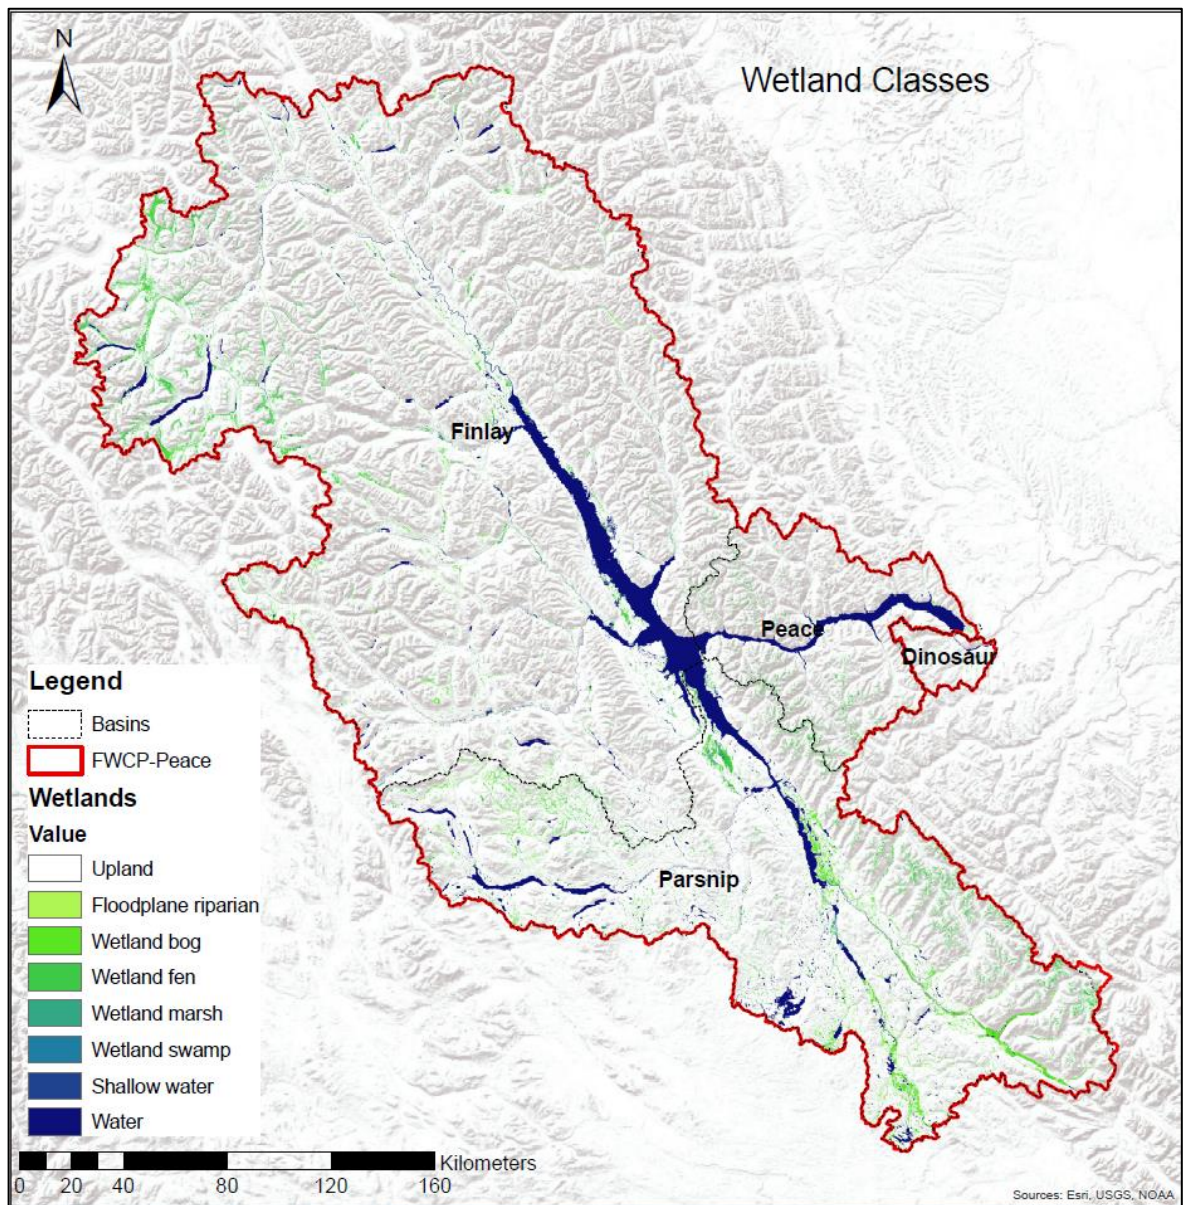 N
Wetland Classes
Finlay
Peace
Dinosaur
Parsnip
Legend
Basins
FWCP-Peace
Wetlands
Value
Upland
Floodplane riparian
Wetland bog
Wetland fen
Wetland marsh
Wetland swamp
Shallow water
Water
Kilometers
0 20 40 80 120 160
Sources: Esri, USGS, NOAA